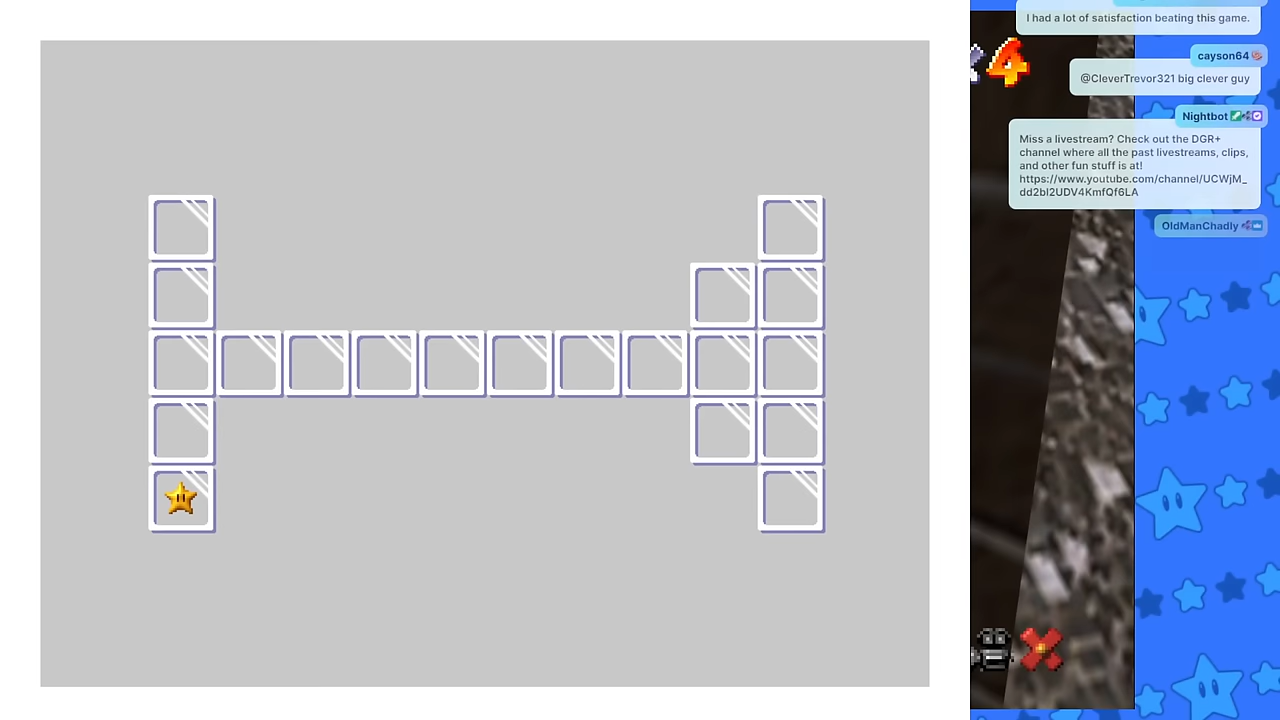 4
I had a lot of satisfaction beating this game.
cayson64
@CleverTrevor321 big clever guy
Nightbot
Miss a livestream? Check out the DGR+
channel where all the past livestreams, clips,
and other fun stuff is at!
https://www.youtube.com/channel/UCWjM_
dd2bI2UDV4KmfQf6LA
OldManChadly